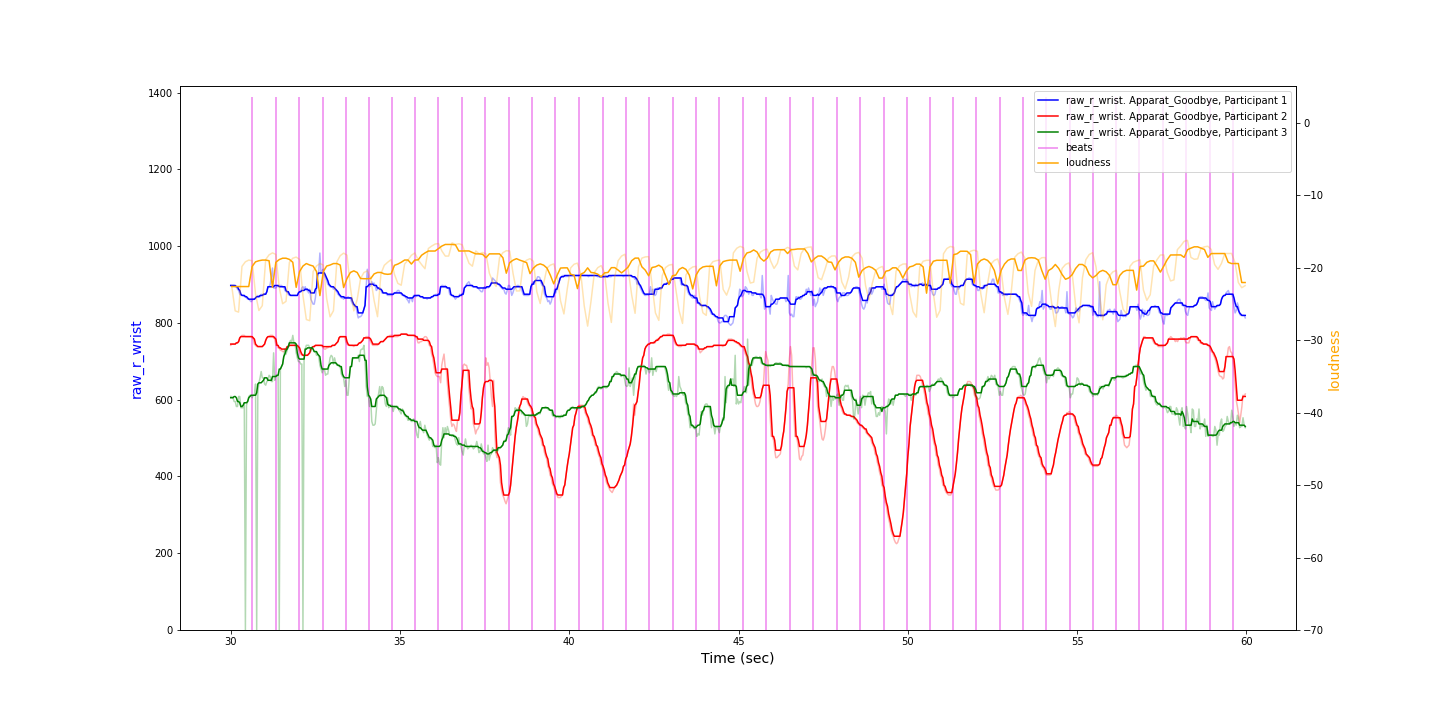 1400
1200
1000
800
600
400
200
0
raw_r_wrist
raw_r_wrist. Apparat_Goodbye, Participant 1
raw_r_wrist. Apparat_Goodbye, Participant 2
raw_r_wrist. Apparat_Goodbye, Participant 3
beats
loudness
0
−10
−20
−30
−40
−50
−60
−70
loudness
30
35
40
45
50
55
60
Time (sec)